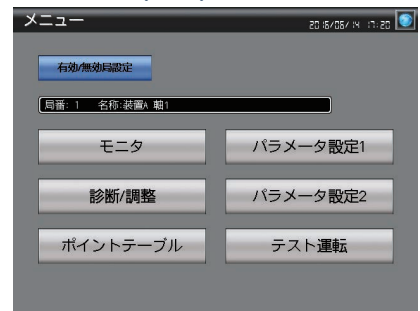 メニュー 2015/05/14 17:20
有効/無効局設定
局番: 1 名称:装置A 軸1
モニタ パラメータ設定1
診断/調整 パラメータ設定2
ポイントテーブル テスト運転